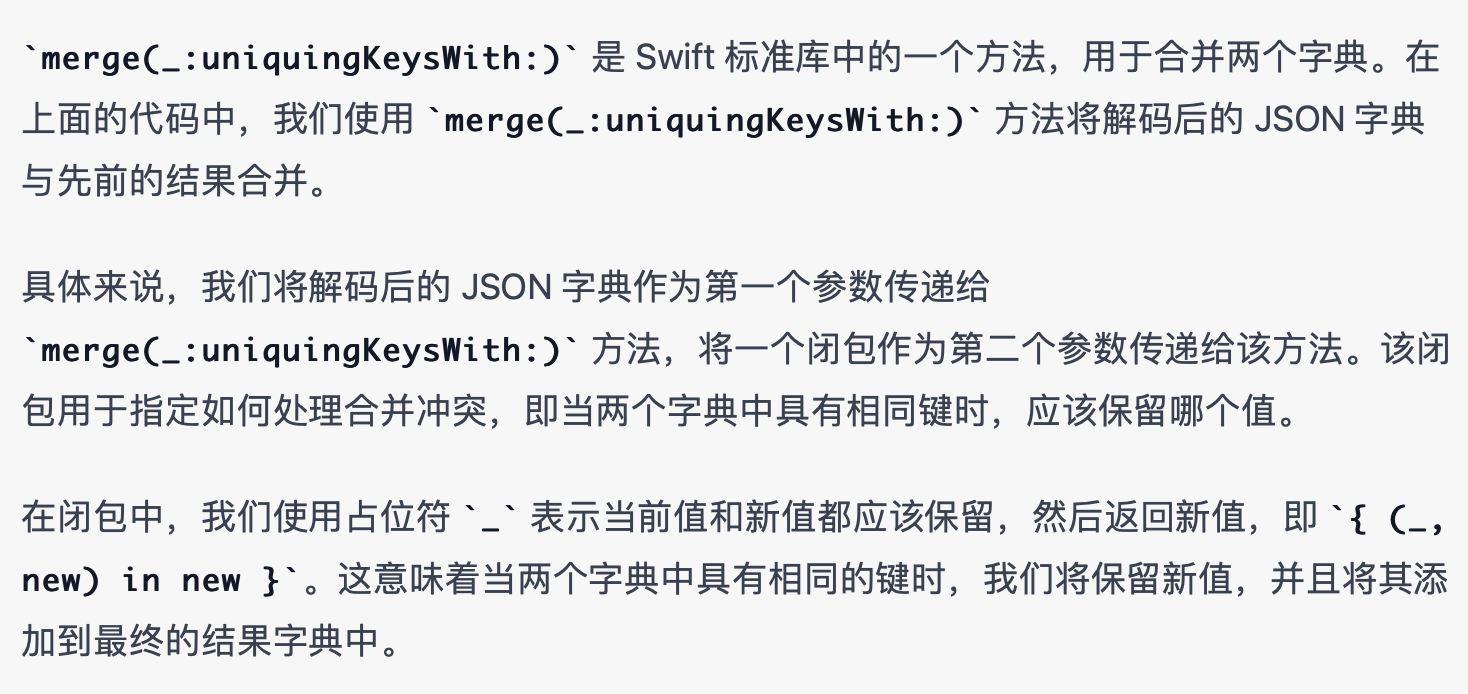 `merge(_:uniquingKeysWith:)` 是 Swift 标准库中的一个方法，用于合并两个字典。在
上面的代码中，我们使用 `merge(_:uniquingKeysWith:)` 方法将解码后的 JSON 字典
与先前的结果合并。
具体来说，我们将解码后的 JSON 字典作为第一个参数传递给
`merge(_:uniquingKeysWith:)` 方法，将一个闭包作为第二个参数传递给该方法。该闭
包用于指定如何处理合并冲突，即当两个字典中具有相同键时，应该保留哪个值。
在闭包中，我们使用占位符 `_` 表示当前值和新值都应该保留，然后返回新值，即 `{ (_,
new) in new }`。这意味着当两个字典中具有相同的键时，我们将保留新值，并且将其添
加到最终的结果字典中。